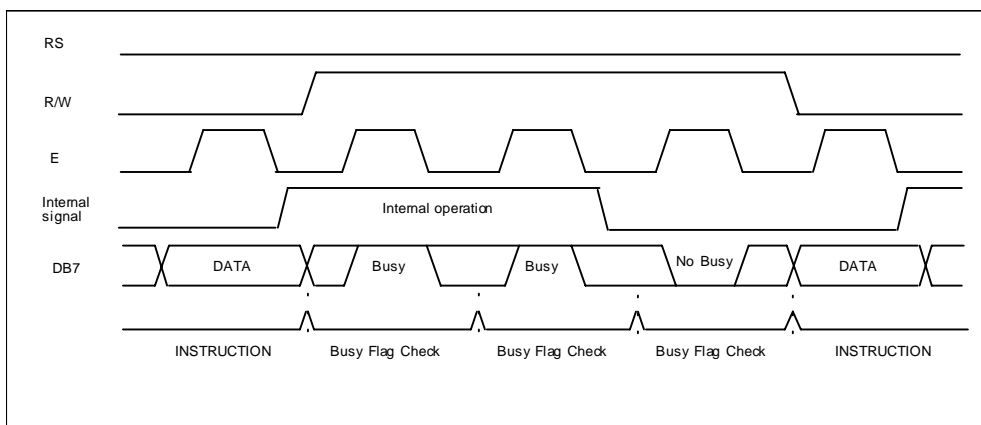 RS
R/W
E
Internal
signal
Internal operation
DB7
DATA
Busy
Busy
No Busy
DATA
INSTRUCTION
Busy Flag Check
Busy Flag Check
Busy Flag Check
INSTRUCTION